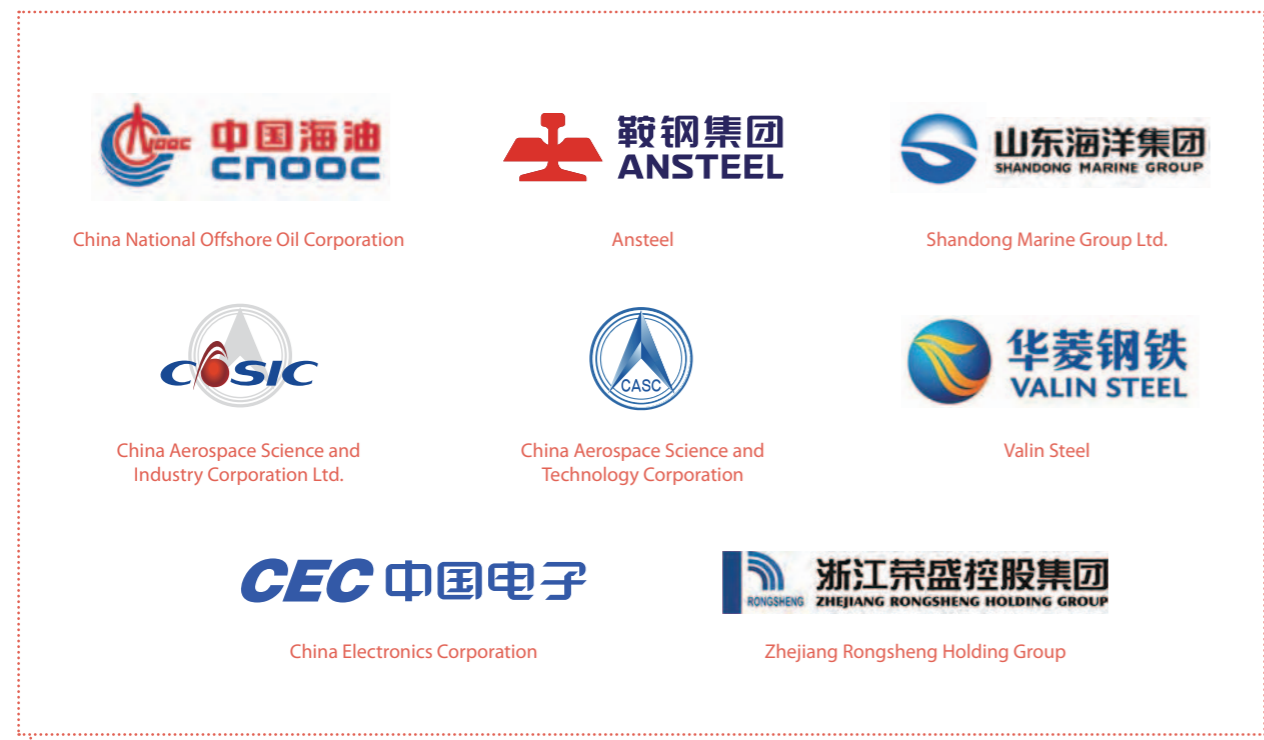 NOOC
中国海油
CNOOC
China National Offshore Oil Corporation
鞍钢集团
ANSTEEL
Ansteel
山东海洋集团
SHANDONG MARINE GROUP
Shandong Marine Group Ltd.
CASIC
China Aerospace Science and
Industry Corporation Ltd.
CASC
China Aerospace Science and
Technology Corporation
华菱钢铁
VALIN STEEL
Valin Steel
CEC 中国电子
China Electronics Corporation
RONGSHENG
浙江荣盛控股集团
ZHEJIANG RONGSHENG HOLDING GROUP
Zhejiang Rongsheng Holding Group